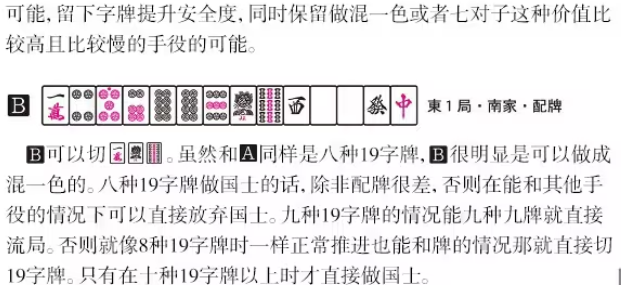 可能，留下字牌提升安全度，同时保留做混一色或者七对子这种价值比
较高且比较慢的手役的可能。
B 一萬 西 發 中 東1局・南家・配牌
B可以切一萬。虽然和A同样是八种19字牌，B很明显是可以做成
混一色的。八种19字牌做国士的话，除非配牌很差，否则在能和其他手
役的情况下可以直接放弃国士。九种19字牌的情况能九种九牌就直接
流局。否则就像8种19字牌时一样正常推进也能和牌的情况那就直接切
19字牌。只有在十种19字牌以上时才直接做国士。